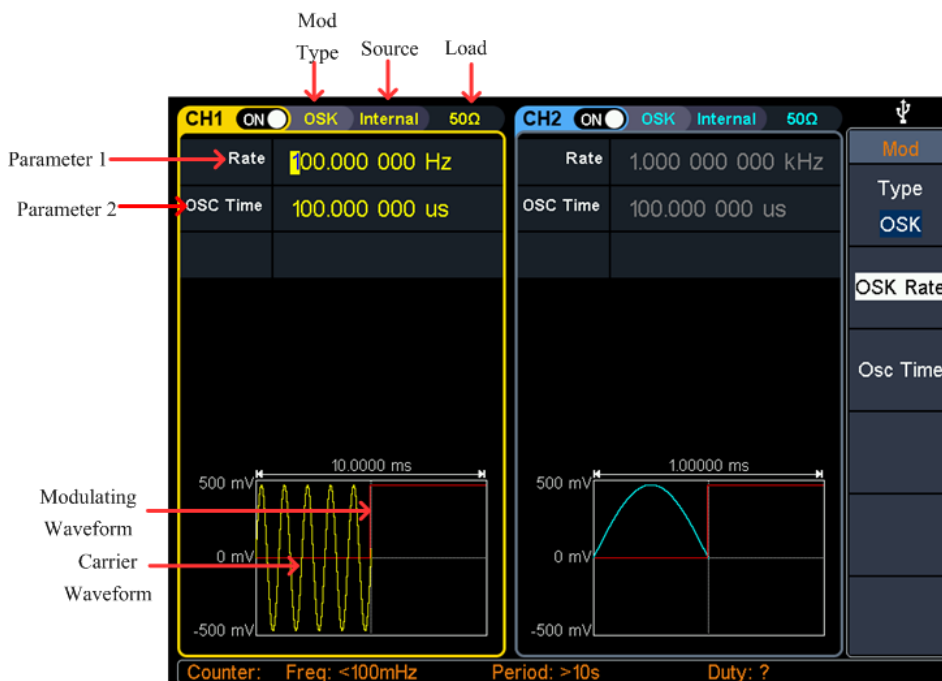 Mod
Type
Source
Load
CH1 ON OSK Internal 50Ω
CH2 ON OSK Internal 50Ω
Parameter 1
Rate 100.000 000 Hz
Rate 1.000 000 000 kHz
Mod
Type
OSK
Parameter 2
OSC Time 100.000 000 us
OSC Time 100.000 000 us
OSK Rate
Osc Time
10.0000 ms
500 mV
0 mV
-500 mV
1.00000 ms
500 mV
0 mV
-500 mV
Modulating
Waveform
Carrier
Waveform
Counter: Freq: <100mHz Period: >10s Duty: ?